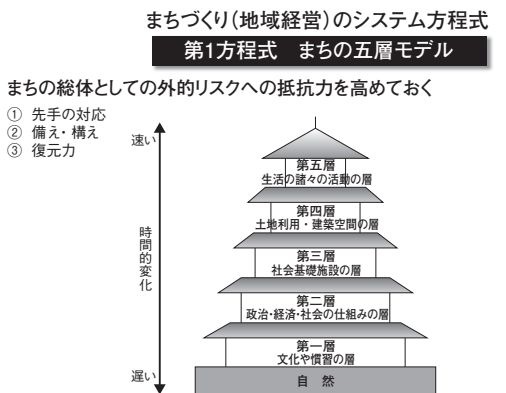 まちづくり（地域経営）のシステム方程式
第1方程式　まちの五層モデル
まちの総体としての外的リスクへの抵抗力を高めておく
① 先手の対応
② 備え・構え
③ 復元力
速い
時間的変化
遅い
第五層
生活の諸々の活動の層
第四層
土地利用・建築空間の層
第三層
社会基礎施設の層
第二層
政治・経済・社会の仕組みの層
第一層
文化や慣習の層
自　然